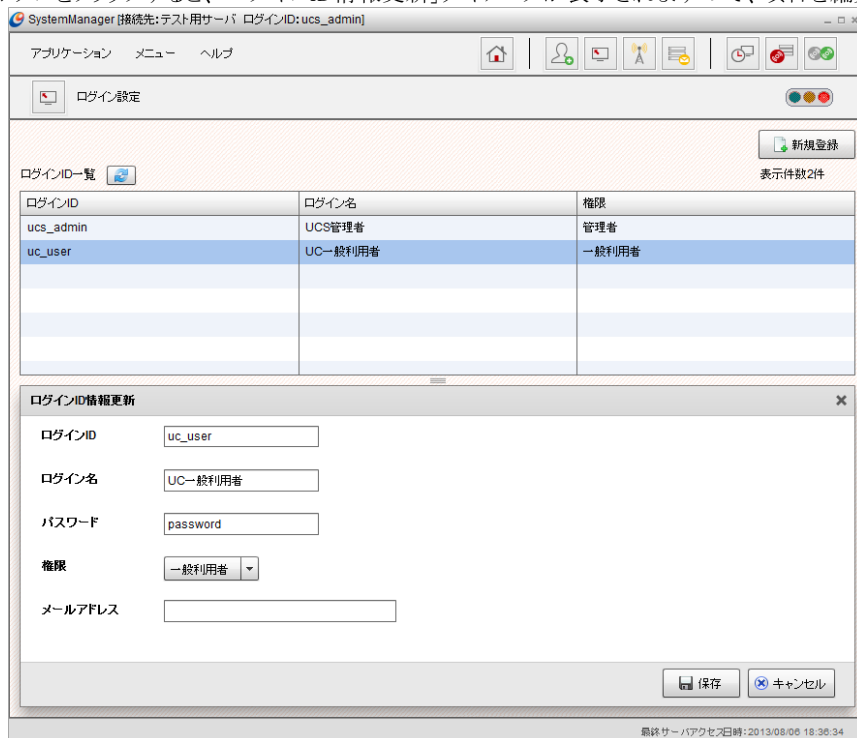 SystemManager [接続先:テスト用サーバ ログインID:ucs_admin]
アプリケーション メニュー ヘルプ
ログイン設定
新規登録
ログインID一覧
表示件数2件
ログインID ログイン名 権限
ucs_admin UCS管理者 管理者
uc_user UC一般利用者 一般利用者
ログインID情報更新
ログインID uc_user
ログイン名 UC一般利用者
パスワード password
権限 一般利用者
メールアドレス
保存 キャンセル
最終サーバアクセス日時:2013/08/06 18:36:34